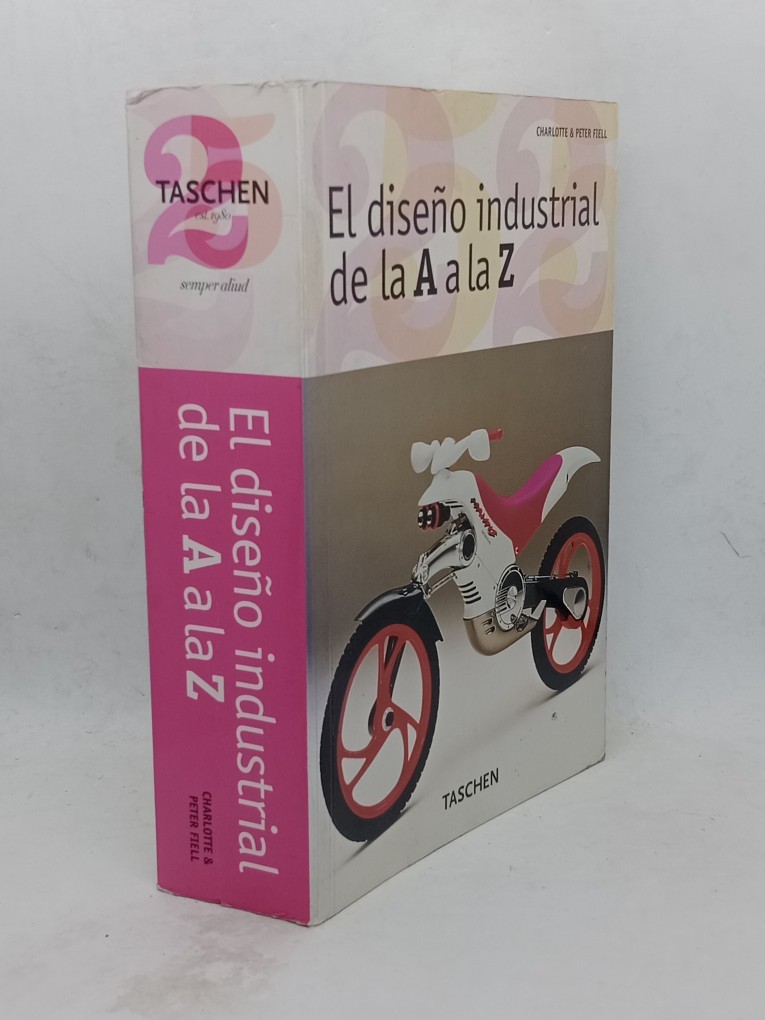 TASCHEN
est. 1980
semper aliud
El diseño industrial
de la A a la Z
CHARLOTTE &
PETER FIELL
CHARLOTTE & PETER FIELL
El diseño industrial
de la A a la Z
TASCHEN